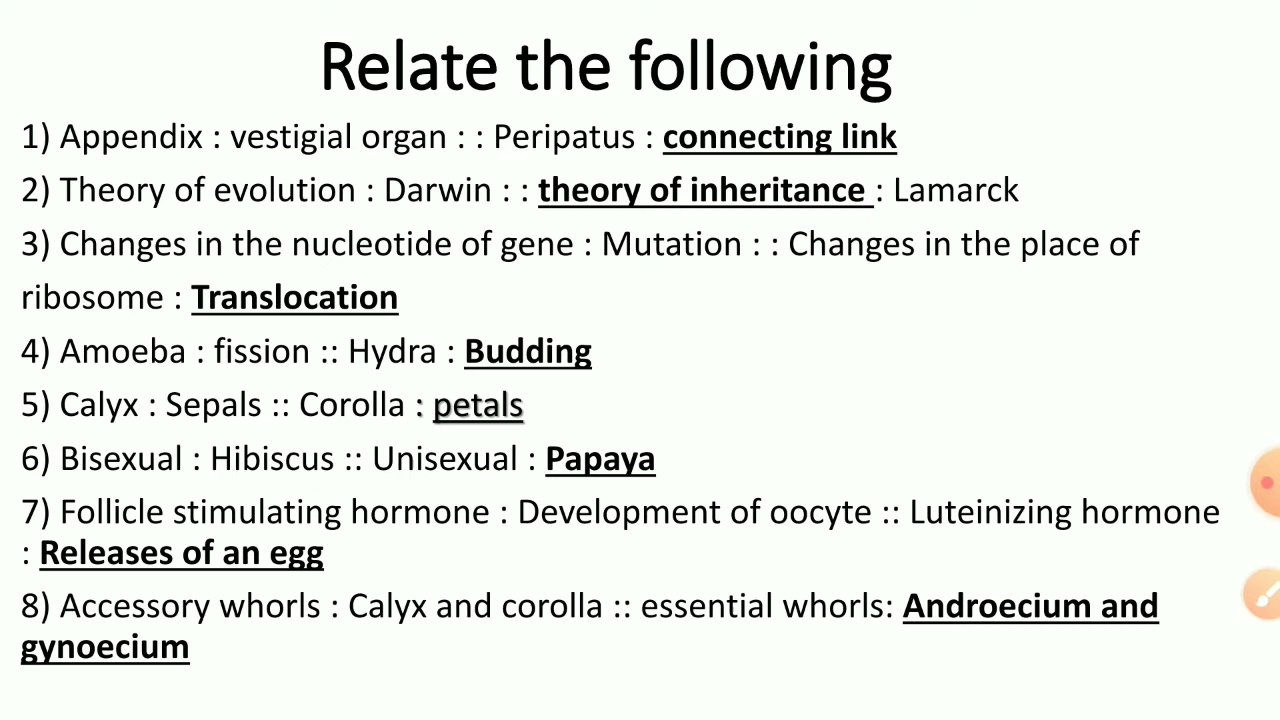 Relate the following
1) Appendix : vestigial organ : : Peripatus : connecting link
2) Theory of evolution : Darwin : : theory of inheritance : Lamarck
3) Changes in the nucleotide of gene : Mutation : : Changes in the place of
ribosome : Translocation
4) Amoeba : fission :: Hydra : Budding
5) Calyx : Sepals :: Corolla : petals
6) Bisexual : Hibiscus :: Unisexual : Papaya
7) Follicle stimulating hormone : Development of oocyte :: Luteinizing hormone
: Releases of an egg
8) Accessory whorls : Calyx and corolla :: essential whorls: Androecium and
gynoecium